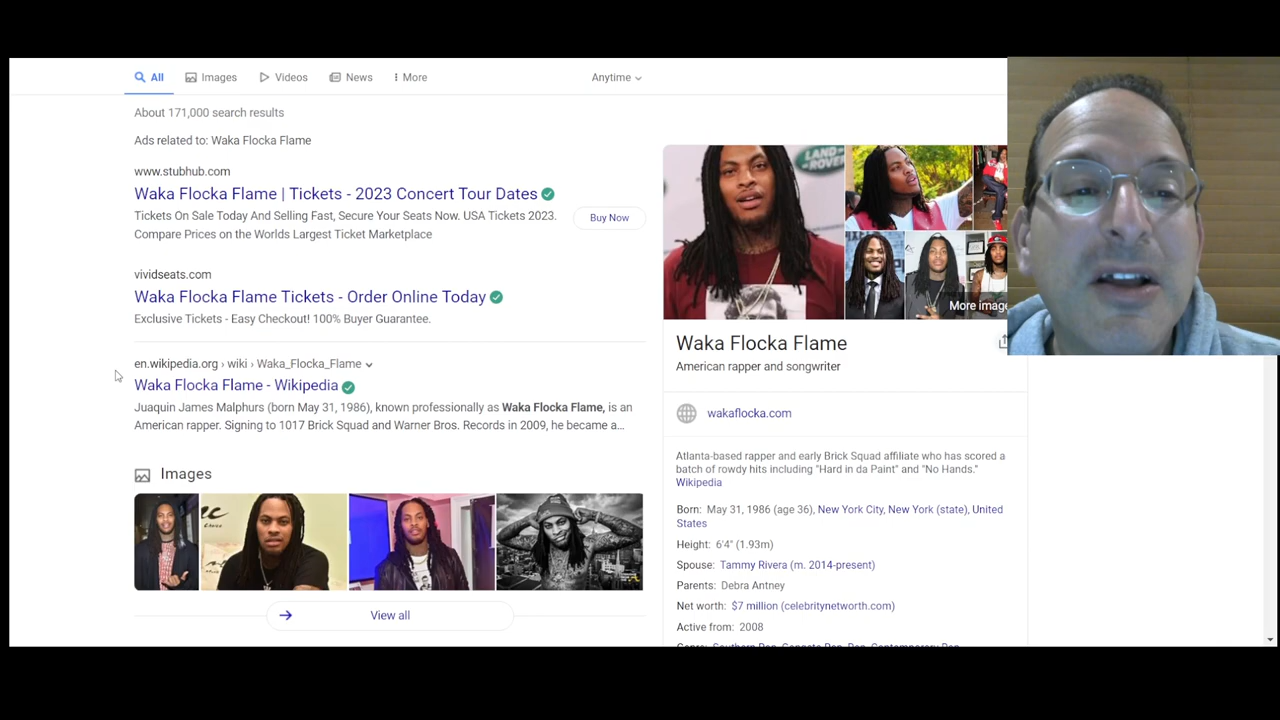 All
Images
Videos
News
More
Anytime
About 171,000 search results
Ads related to: Waka Flocka Flame
www.stubhub.com
Waka Flocka Flame | Tickets - 2023 Concert Tour Dates
Tickets On Sale Today And Selling Fast, Secure Your Seats Now. USA Tickets 2023.
Compare Prices on the Worlds Largest Ticket Marketplace
Buy Now
vividseats.com
Waka Flocka Flame Tickets - Order Online Today
Exclusive Tickets - Easy Checkout! 100% Buyer Guarantee.
en.wikipedia.org › wiki › Waka_Flocka_Flame
Waka Flocka Flame - Wikipedia
Juaquin James Malphurs (born May 31, 1986), known professionally as Waka Flocka Flame, is an
American rapper. Signing to 1017 Brick Squad and Warner Bros. Records in 2009, he became a...
Images
View all
LAND-
ROVER
More image
Waka Flocka Flame
American rapper and songwriter
wakaflocka.com
Atlanta-based rapper and early Brick Squad affiliate who has scored a
batch of rowdy hits including "Hard in da Paint" and "No Hands."
Wikipedia
Born: May 31, 1986 (age 36), New York City, New York (state), United
States
Height: 6'4" (1.93m)
Spouse: Tammy Rivera (m. 2014-present)
Parents: Debra Antney
Net worth: $7 million (celebritynetworth.com)
Active from: 2008